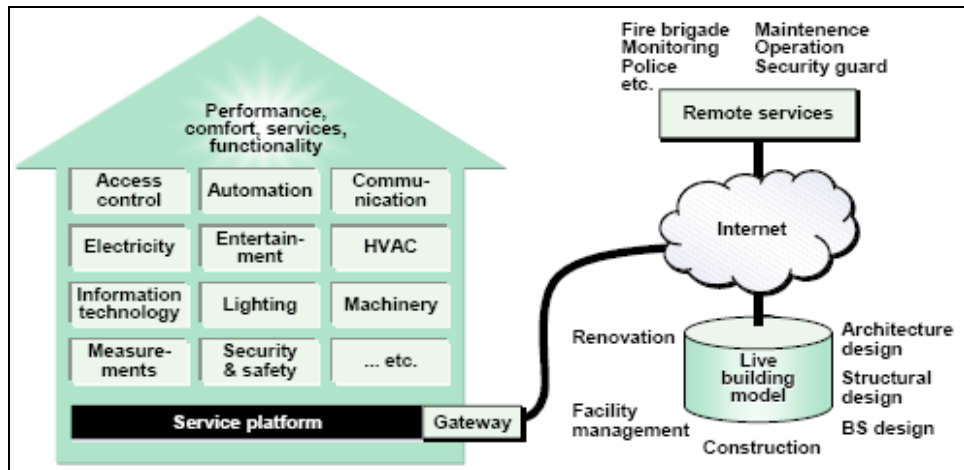 Performance,
comfort, services,
functionality
Access
control
Automation
Commu-
nication
Electricity
Entertain-
ment
HVAC
Information
technology
Lighting
Machinery
Measure-
ments
Security
& safety
... etc.
Service platform
Gateway
Fire brigade
Monitoring
Police
etc.
Maintenence
Operation
Security guard
Remote services
Internet
Renovation
Facility
management
Construction
Live
building
model
Architecture
design
Structural
design
BS design